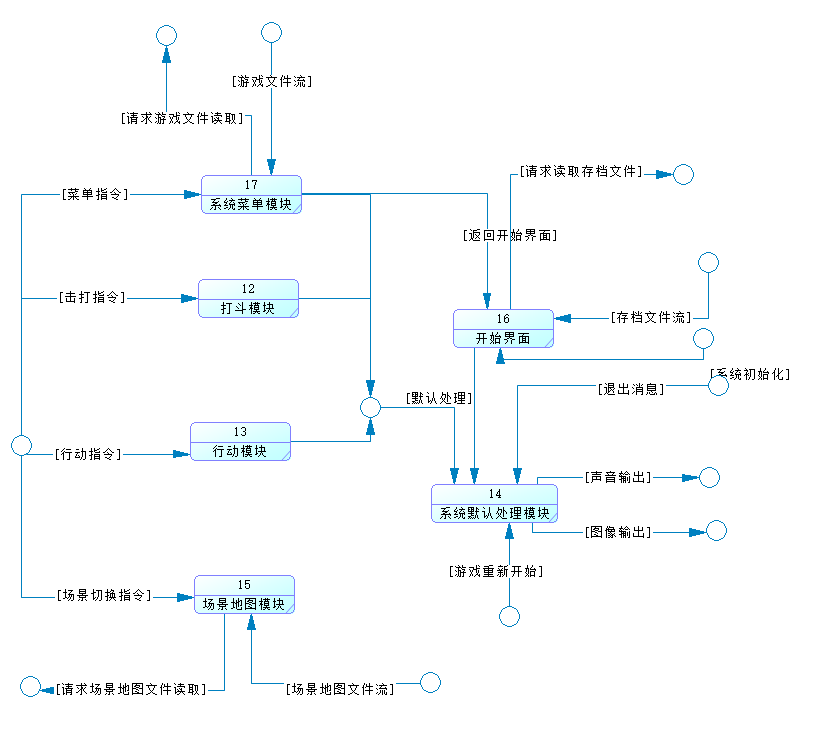 [游戏文件流]
[请求游戏文件读取]
17
系统菜单模块
[菜单指令]
[请求读取存档文件]
[返回开始界面]
12
打斗模块
[击打指令]
16
开始界面
[存档文件流]
[系统初始化]
[退出消息]
[默认处理]
13
行动模块
[行动指令]
14
系统默认处理模块
[声音输出]
[图像输出]
[游戏重新开始]
15
场景地图模块
[场景切换指令]
[请求场景地图文件读取]
[场景地图文件流]